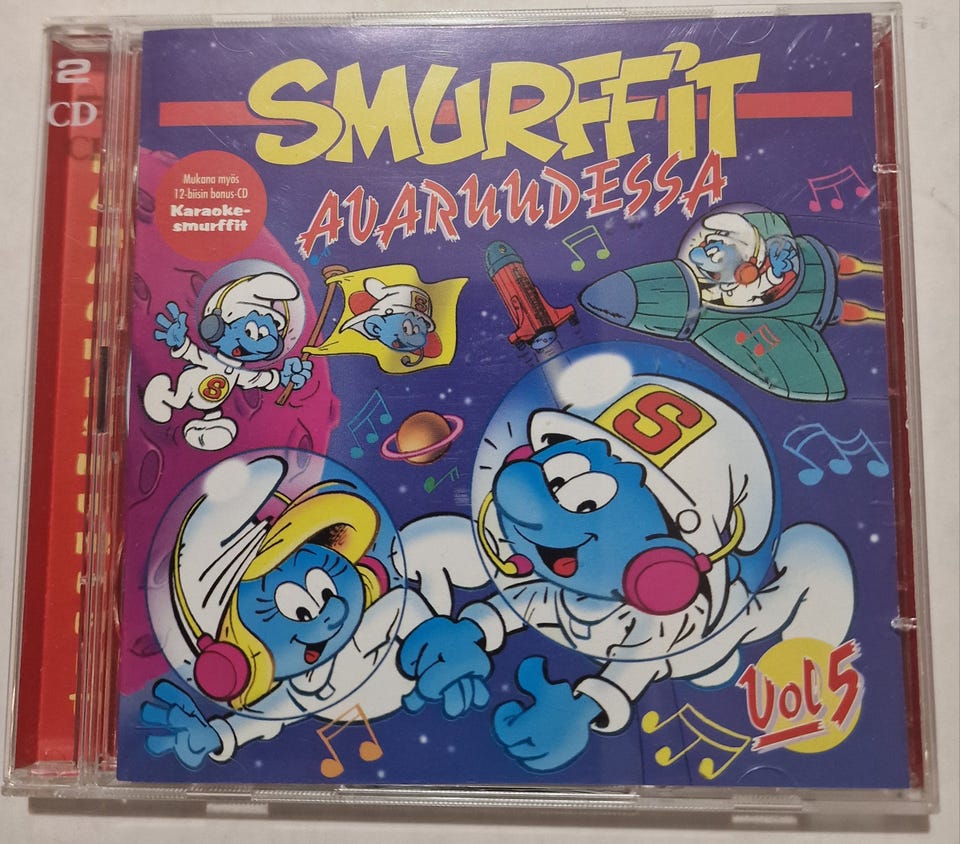 2
CD
SMURFFiT
AVARUUDESSA
Mukana myös
12-biisin bonus-CD
Karaoke-
smurffit
S
S
S
Vol 5